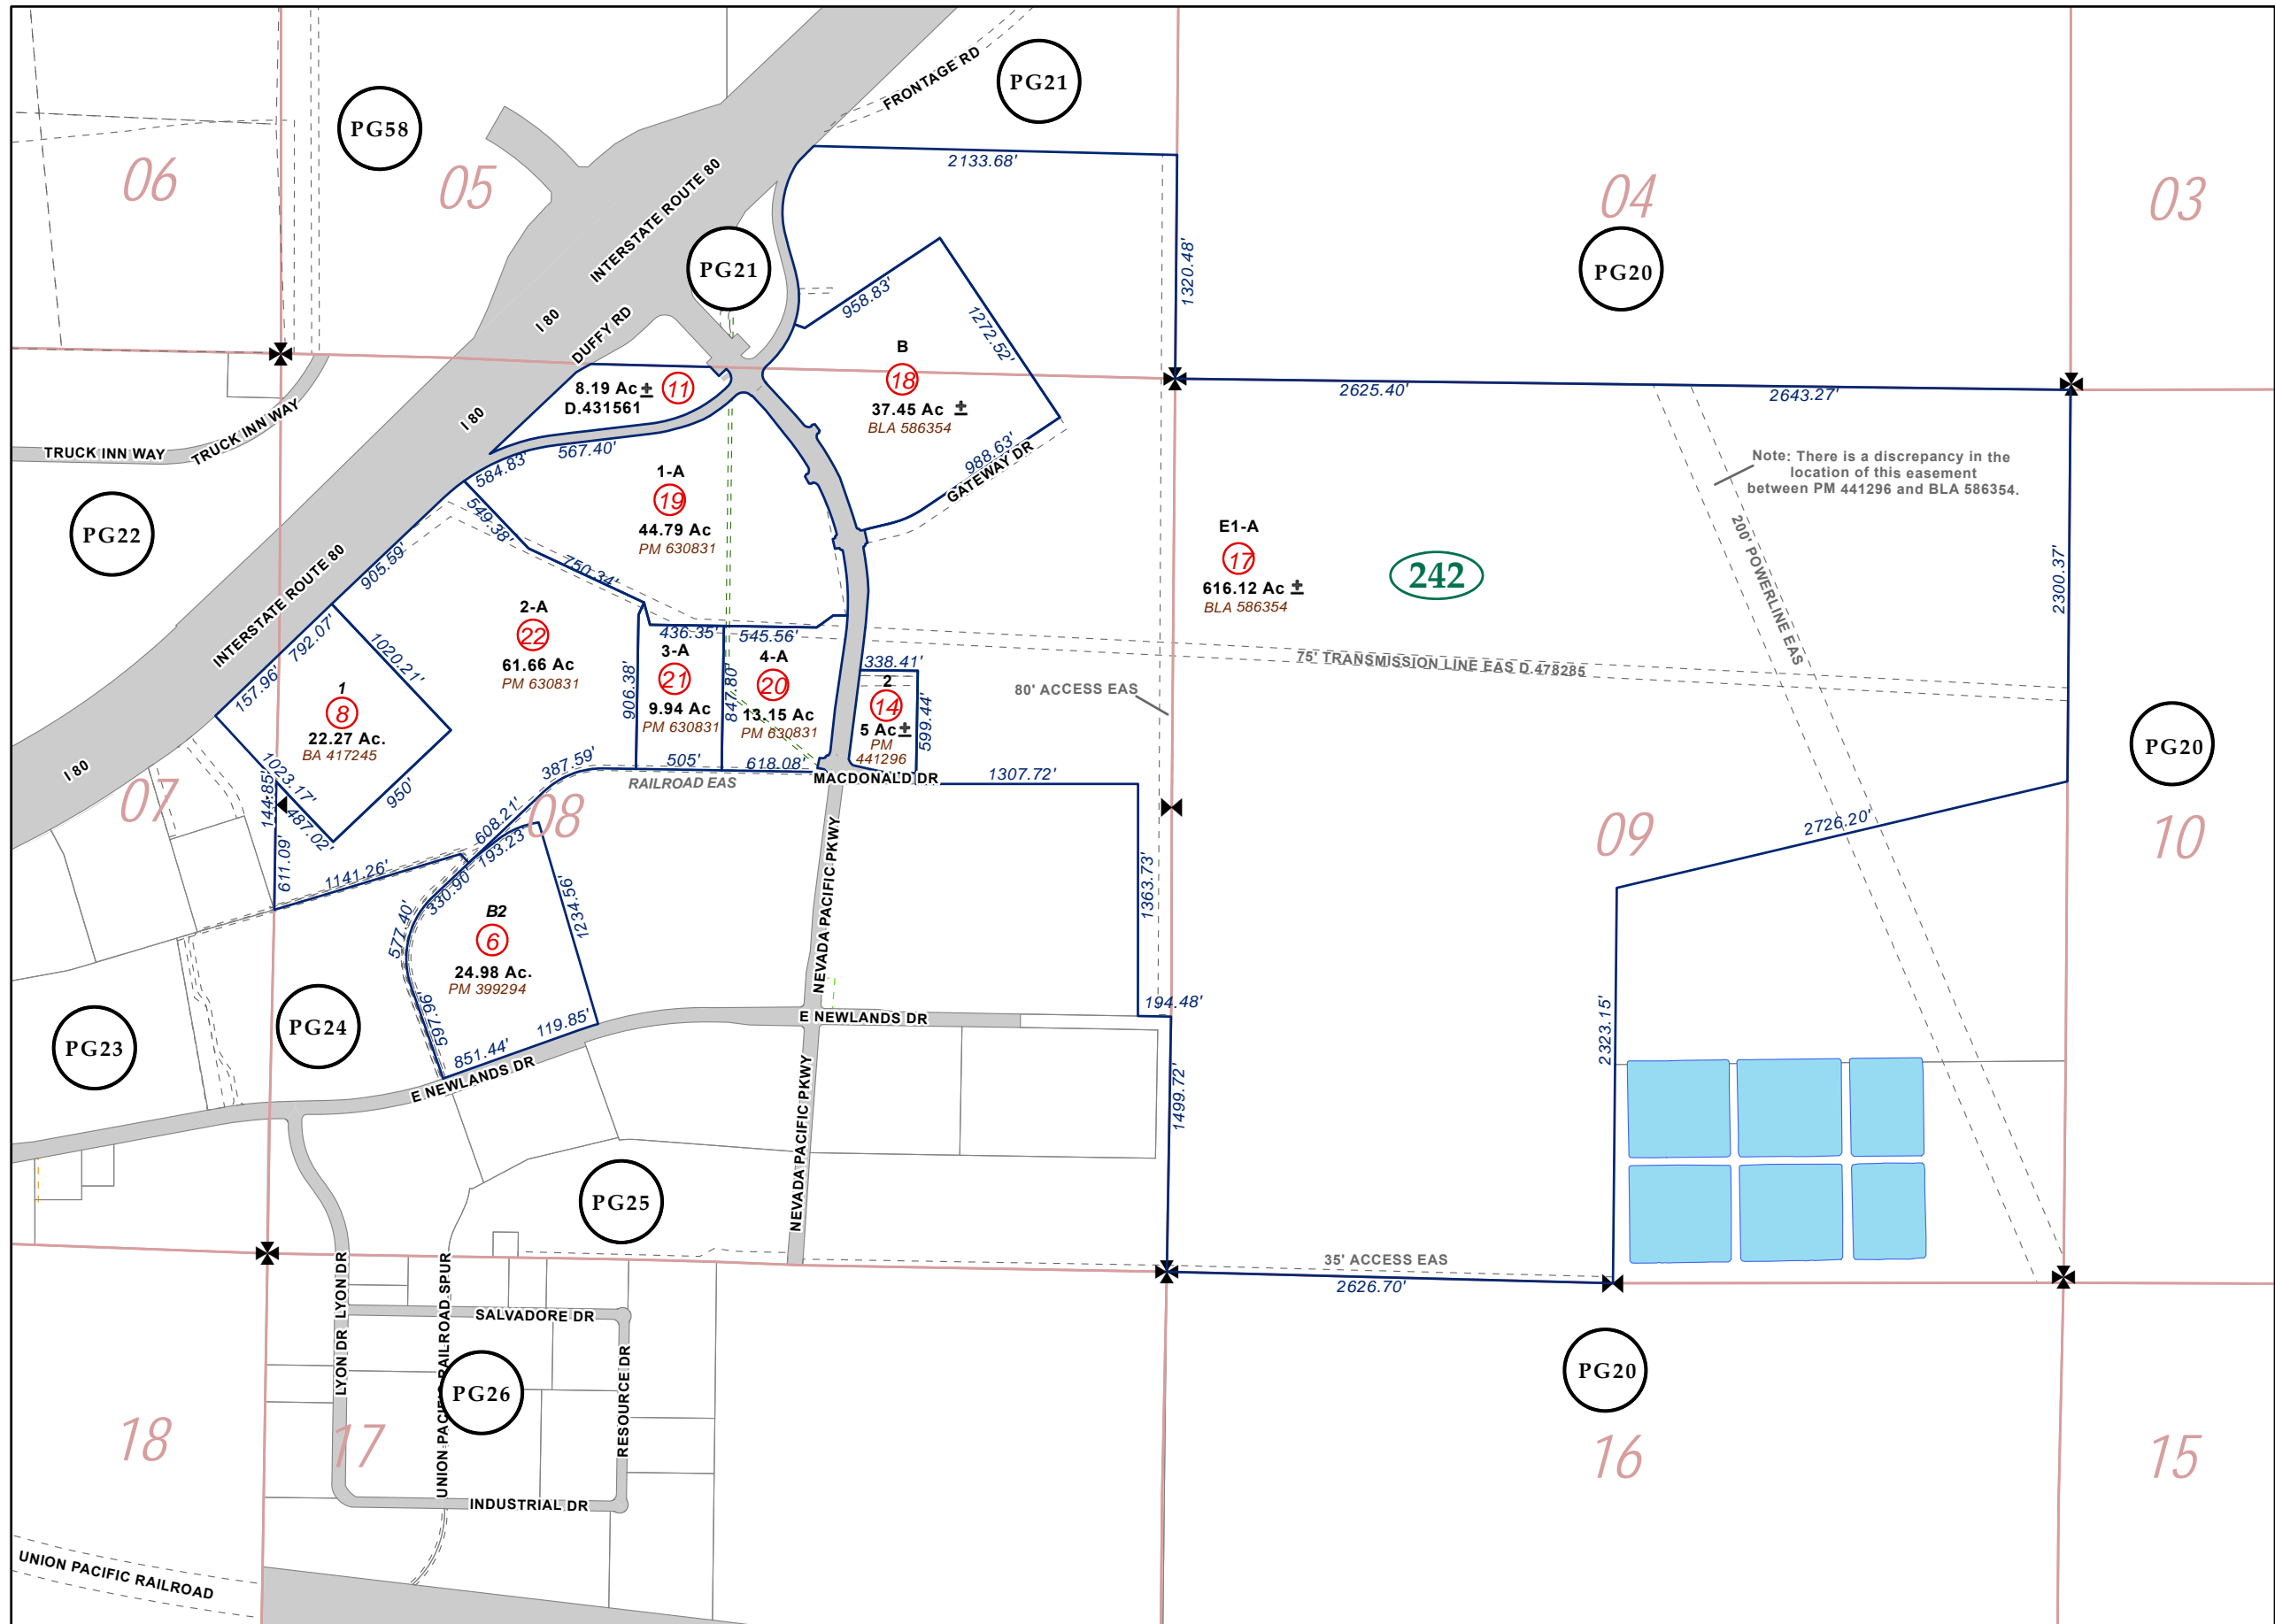 PG21
FRONTAGE RD
PG58
06
05
04
03
2133.68'
INTERSTATE ROUTE 80
PG21
1320.48'
PG20
958.83'
1272.52'
I 80
DUFFY RD
B
18
37.45 Ac ±
BLA 586354
8.19 Ac ±
D.431561
11
2625.40'
2643.27'
TRUCK INN WAY
TRUCK INN WAY
I 80
567.40'
584.83'
988.63'
GATEWAY DR
Note: There is a discrepancy in the
location of this easement
between PM 441296 and BLA 586354.
1-A
19
44.79 Ac
PM 630831
549.38'
PG22
E1-A
17
616.12 Ac ±
BLA 586354
242
200' POWERLINE EAS
2300.37'
905.59'
750.34'
INTERSTATE ROUTE 80
2-A
22
61.66 Ac
PM 630831
792.07'
1020.21'
436.35'
545.56'
3-A
21
9.94 Ac
PM 630831
906.38'
847.80'
4-A
20
13.15 Ac
PM 630831
338.41'
2
14
5 Ac ±
PM
441296
599.44'
75' TRANSMISSION LINE EAS D.478285
80' ACCESS EAS
157.96'
1
8
22.27 Ac.
BA 417245
PG20
I 80
1023.17'
144.85'
487.02'
950'
387.59'
505'
618.08'
RAILROAD EAS
MACDONALD DR
1307.72'
07
08
09
10
608.21'
193.23'
2726.20'
611.09'
1141.26'
330.90'
1234.56'
NEVADA PACIFIC PKWY
1363.73'
577.40'
B2
6
24.98 Ac.
PM 399294
597.96'
PG24
PG23
194.48'
119.85'
E NEWLANDS DR
851.44'
E NEWLANDS DR
2323.15'
1499.72'
NEVADA PACIFIC PKWY
PG25
35' ACCESS EAS
2626.70'
LYON DR
LYON DR
UNION PACIFIC RAILROAD SPUR
SALVADORE DR
RESOURCE DR
PG26
PG20
18
17
16
15
INDUSTRIAL DR
UNION PACIFIC RAILROAD